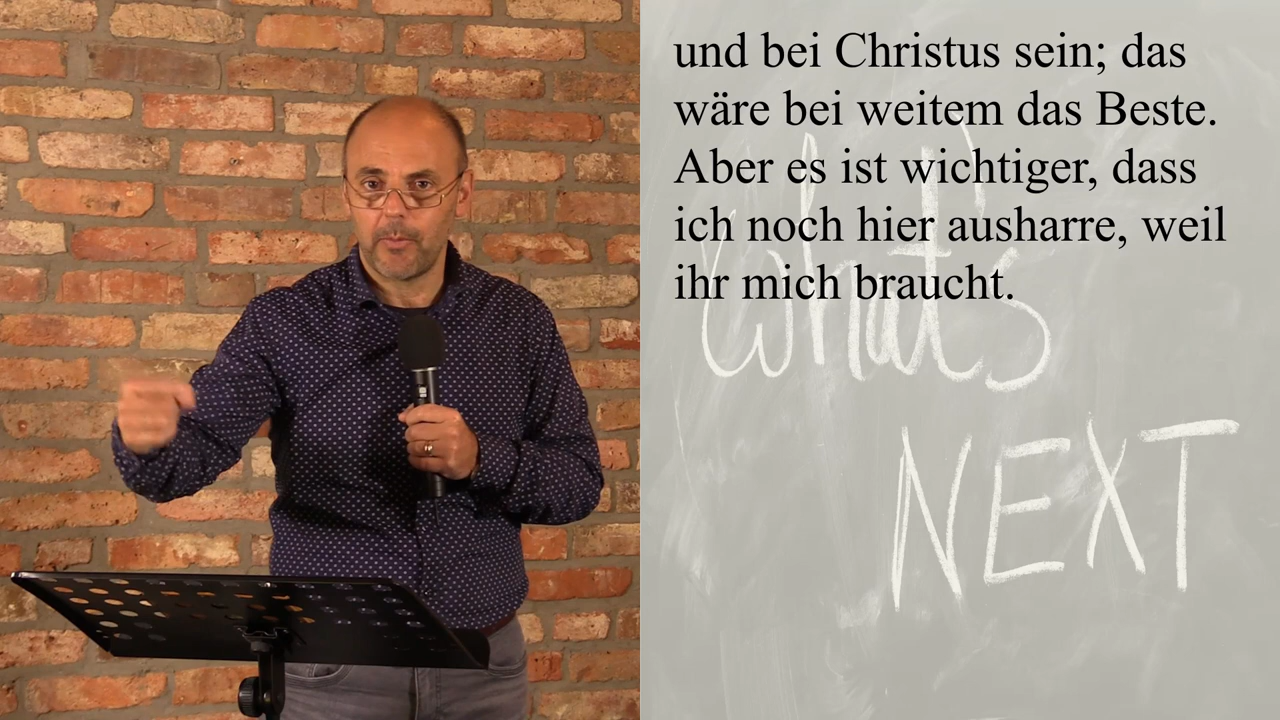 und bei Christus sein; das
wäre bei weitem das Beste.
Aber es ist wichtiger, dass
ich noch hier ausharre, weil
ihr mich braucht.
What's
NEXT